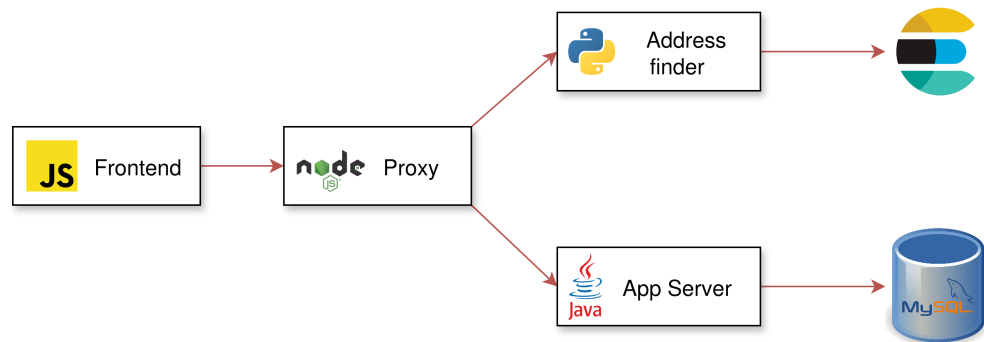 JS
Frontend
node
JS
Proxy
Address
finder
Java
App Server
MySQL